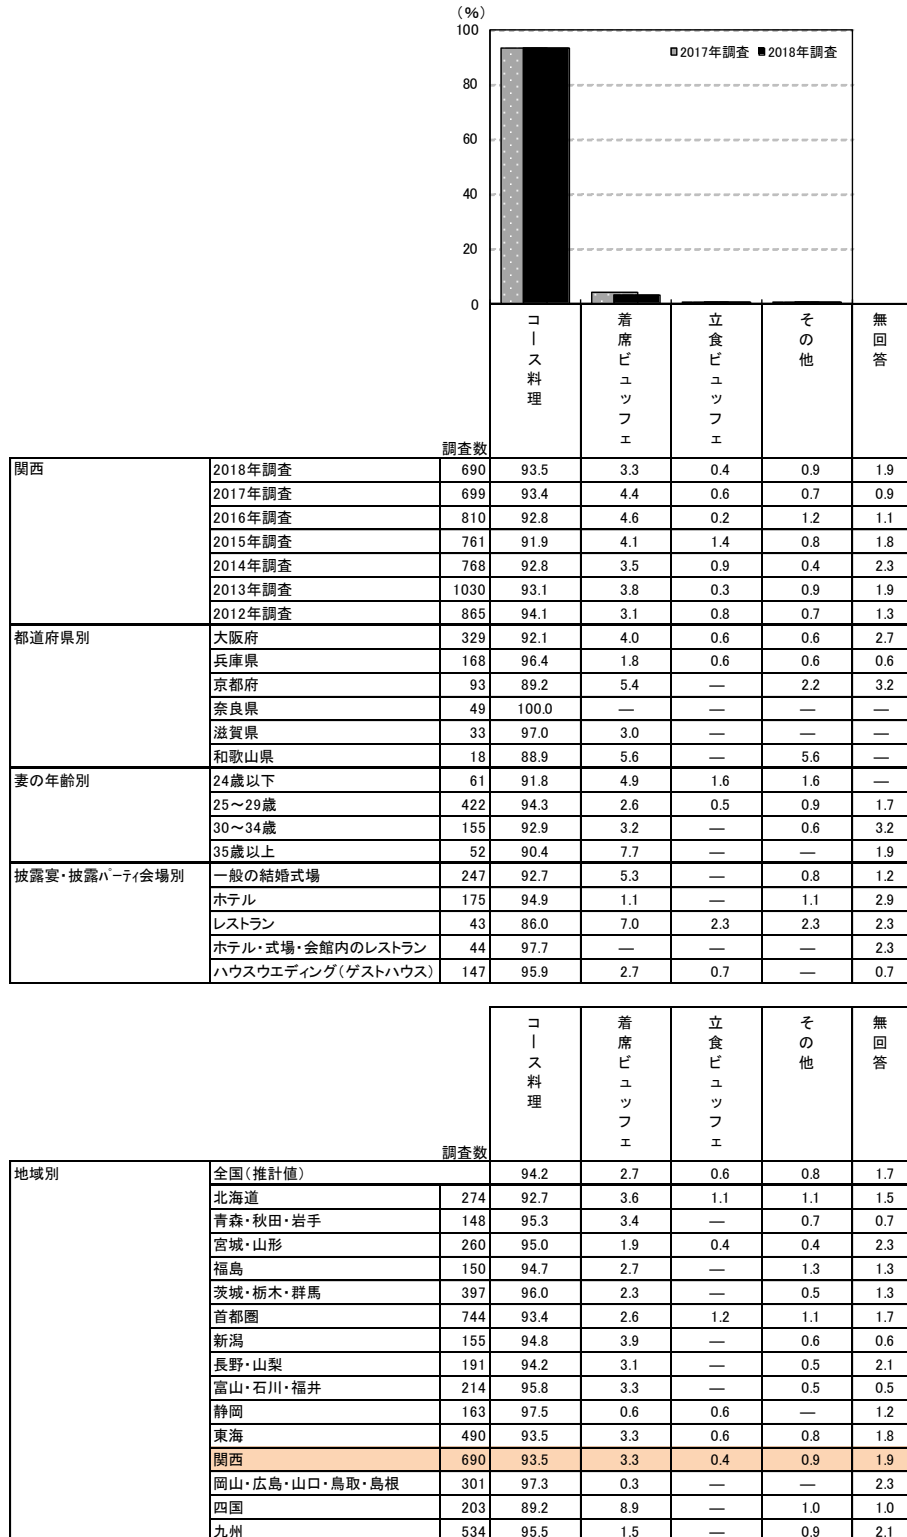 （%）
100
80
60
40
20
0
2017年調査 2018年調査
調査数 コース料理 着席ビュッフェ 立食ビュッフェ その他 無回答
関西 2018年調査 690 93.5 3.3 0.4 0.9 1.9
2017年調査 699 93.4 4.4 0.6 0.7 0.9
2016年調査 810 92.8 4.6 0.2 1.2 1.1
2015年調査 761 91.9 4.1 1.4 0.8 1.8
2014年調査 768 92.8 3.5 0.9 0.4 2.3
2013年調査 1030 93.1 3.8 0.3 0.9 1.9
2012年調査 865 94.1 3.1 0.8 0.7 1.3
都道府県別 大阪府 329 92.1 4.0 0.6 0.6 2.7
兵庫県 168 96.4 1.8 0.6 0.6 0.6
京都府 93 89.2 5.4 ― 2.2 3.2
奈良県 49 100.0 ― ― ― ―
滋賀県 33 97.0 3.0 ― ― ―
和歌山県 18 88.9 5.6 ― 5.6 ―
妻の年齢別 24歳以下 61 91.8 4.9 1.6 1.6 ―
25～29歳 422 94.3 2.6 0.5 0.9 1.7
30～34歳 155 92.9 3.2 ― 0.6 3.2
35歳以上 52 90.4 7.7 ― ― 1.9
披露宴・披露ﾊﾟｰﾃｨ会場別 一般の結婚式場 247 92.7 5.3 ― 0.8 1.2
ホテル 175 94.9 1.1 ― 1.1 2.9
レストラン 43 86.0 7.0 2.3 2.3 2.3
ホテル・式場・会館内のレストラン 44 97.7 ― ― ― 2.3
ハウスウエディング（ゲストハウス） 147 95.9 2.7 0.7 ― 0.7
調査数 コース料理 着席ビュッフェ 立食ビュッフェ その他 無回答
地域別 全国（推計値） 94.2 2.7 0.6 0.8 1.7
北海道 274 92.7 3.6 1.1 1.1 1.5
青森・秋田・岩手 148 95.3 3.4 ― 0.7 0.7
宮城・山形 260 95.0 1.9 0.4 0.4 2.3
福島 150 94.7 2.7 ― 1.3 1.3
茨城・栃木・群馬 397 96.0 2.3 ― 0.5 1.3
首都圏 744 93.4 2.6 1.2 1.1 1.7
新潟 155 94.8 3.9 ― 0.6 0.6
長野・山梨 191 94.2 3.1 ― 0.5 2.1
富山・石川・福井 214 95.8 3.3 ― 0.5 0.5
静岡 163 97.5 0.6 0.6 ― 1.2
東海 490 93.5 3.3 0.6 0.8 1.8
関西 690 93.5 3.3 0.4 0.9 1.9
岡山・広島・山口・鳥取・島根 301 97.3 0.3 ― ― 2.3
四国 203 89.2 8.9 ― 1.0 1.0
九州 534 95.5 1.5 ― 0.9 2.1